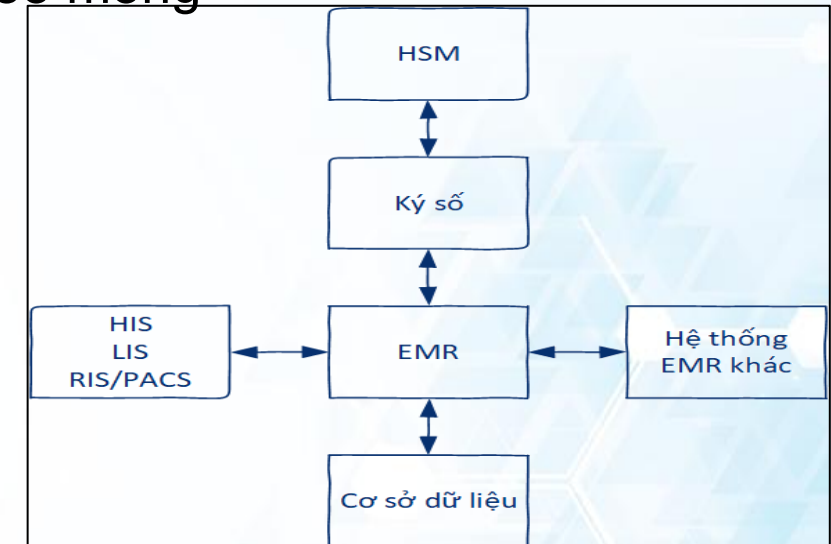 HSM
Ký số
HIS
LIS
RIS/PACS
EMR
Hệ thống
EMR khác
Cơ sở dữ liệu